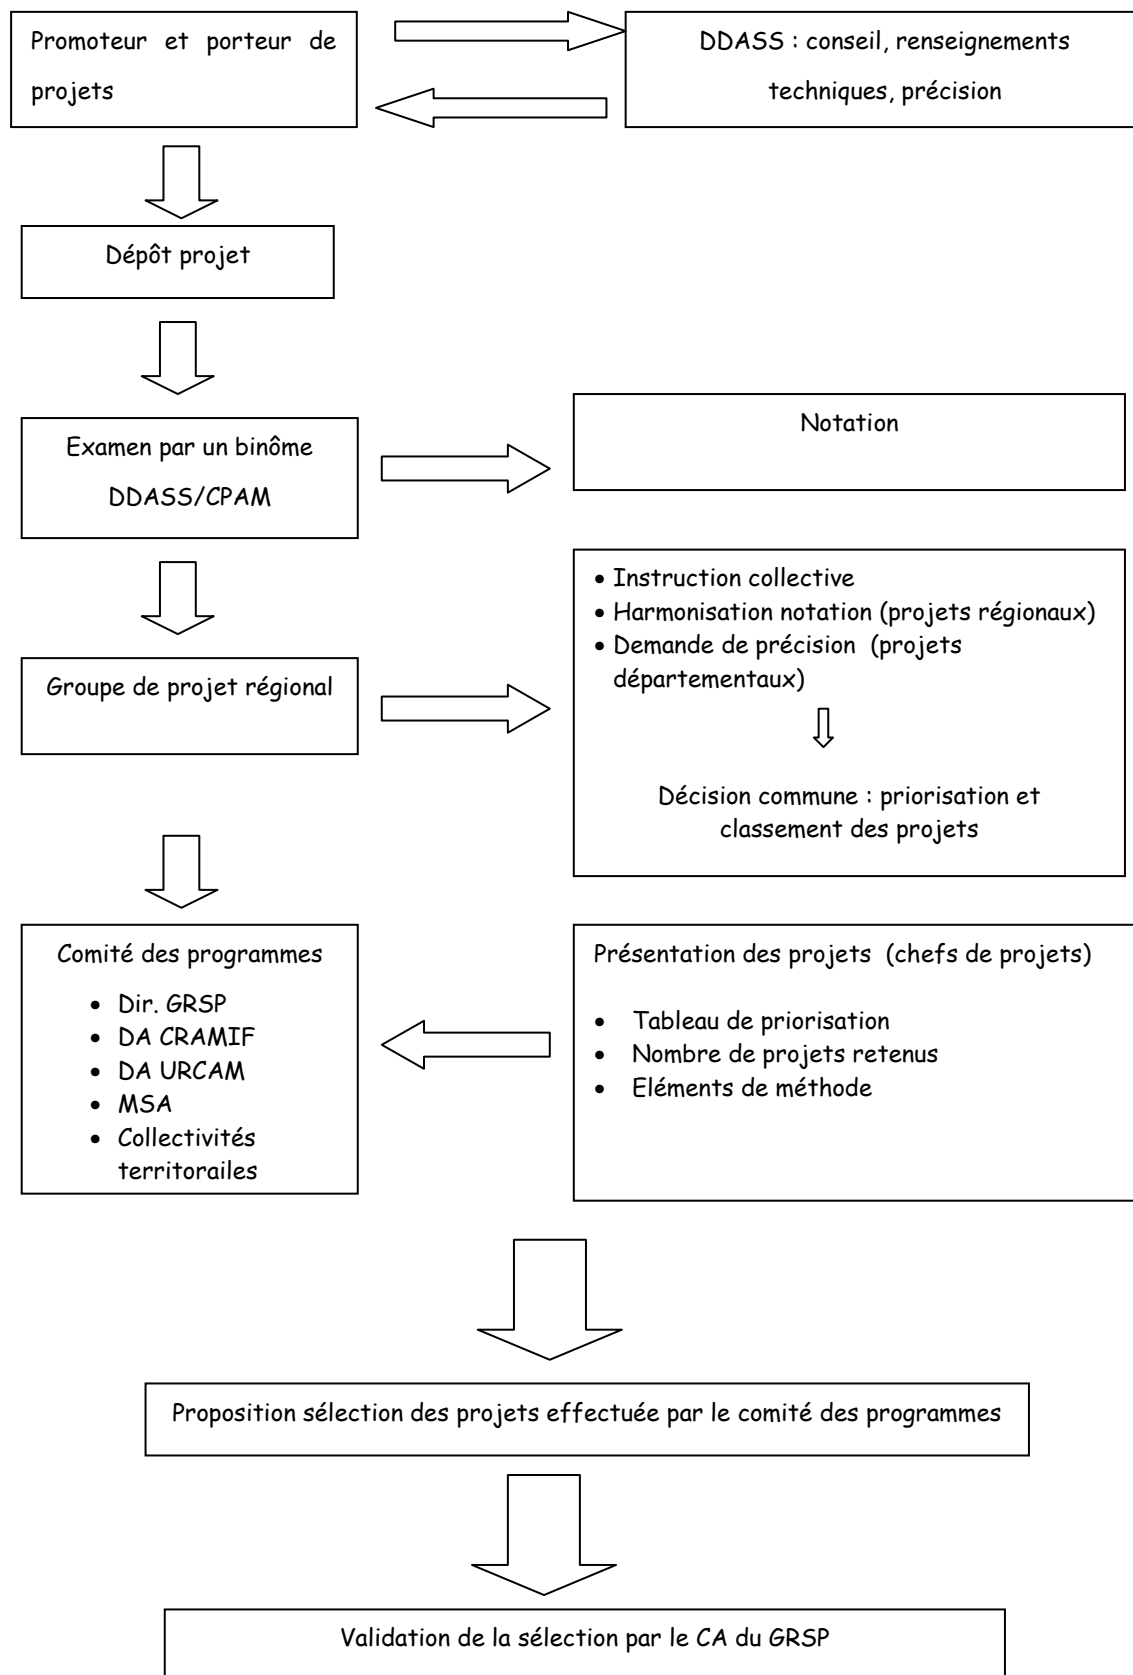 Promoteur et porteur de
projets
DDASS : conseil, renseignements
techniques, précision
Dépôt projet
Examen par un binôme
DDASS/CPAM
Notation
Groupe de projet régional
• Instruction collective
• Harmonisation notation (projets régionaux)
• Demande de précision (projets
départementaux)
Décision commune : priorisation et
classement des projets
Comité des programmes
• Dir. GRSP
• DA CRAMIF
• DA URCAM
• MSA
• Collectivités
territorailes
Présentation des projets (chefs de projets)
• Tableau de priorisation
• Nombre de projets retenus
• Eléments de méthode
Proposition sélection des projets effectuée par le comité des programmes
Validation de la sélection par le CA du GRSP